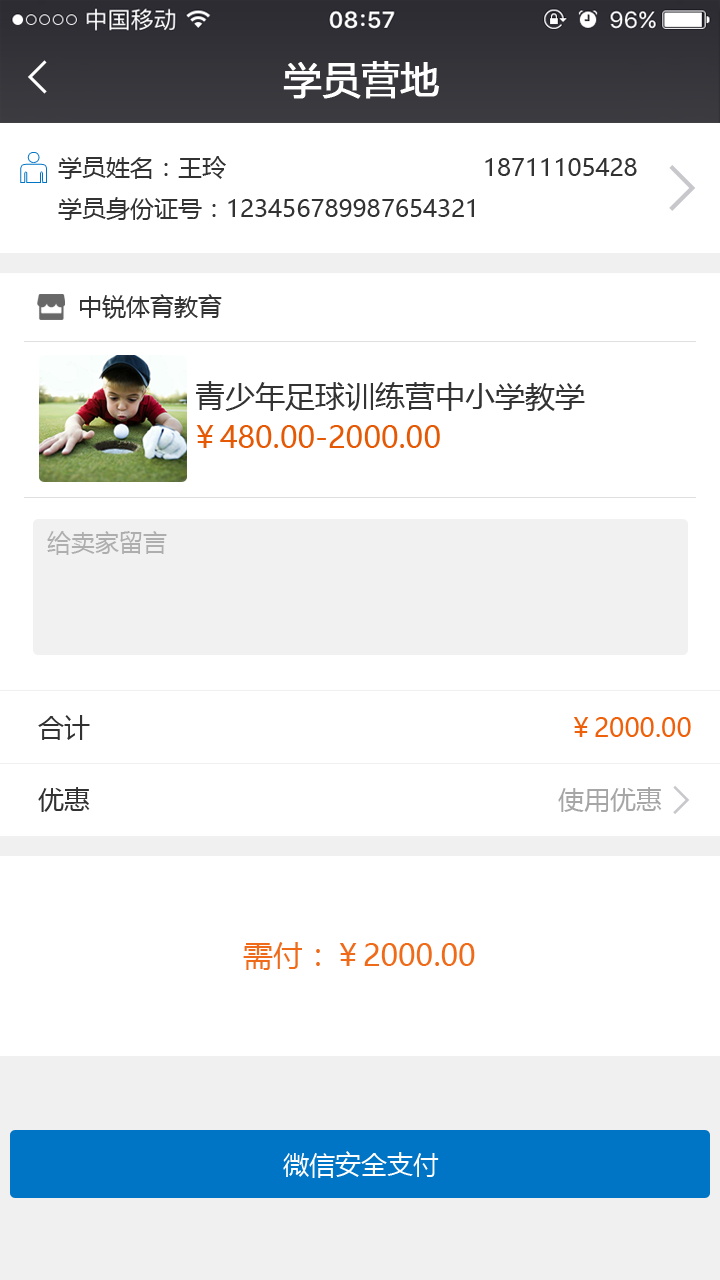 中国移动 08:57 96%
学员营地
学员姓名：王玲 18711105428
学员身份证号：123456789987654321
中锐体育教育
青少年足球训练营中小学教学
￥480.00-2000.00
给卖家留言
合计 ￥2000.00
优惠 使用优惠
需付：￥2000.00
微信安全支付